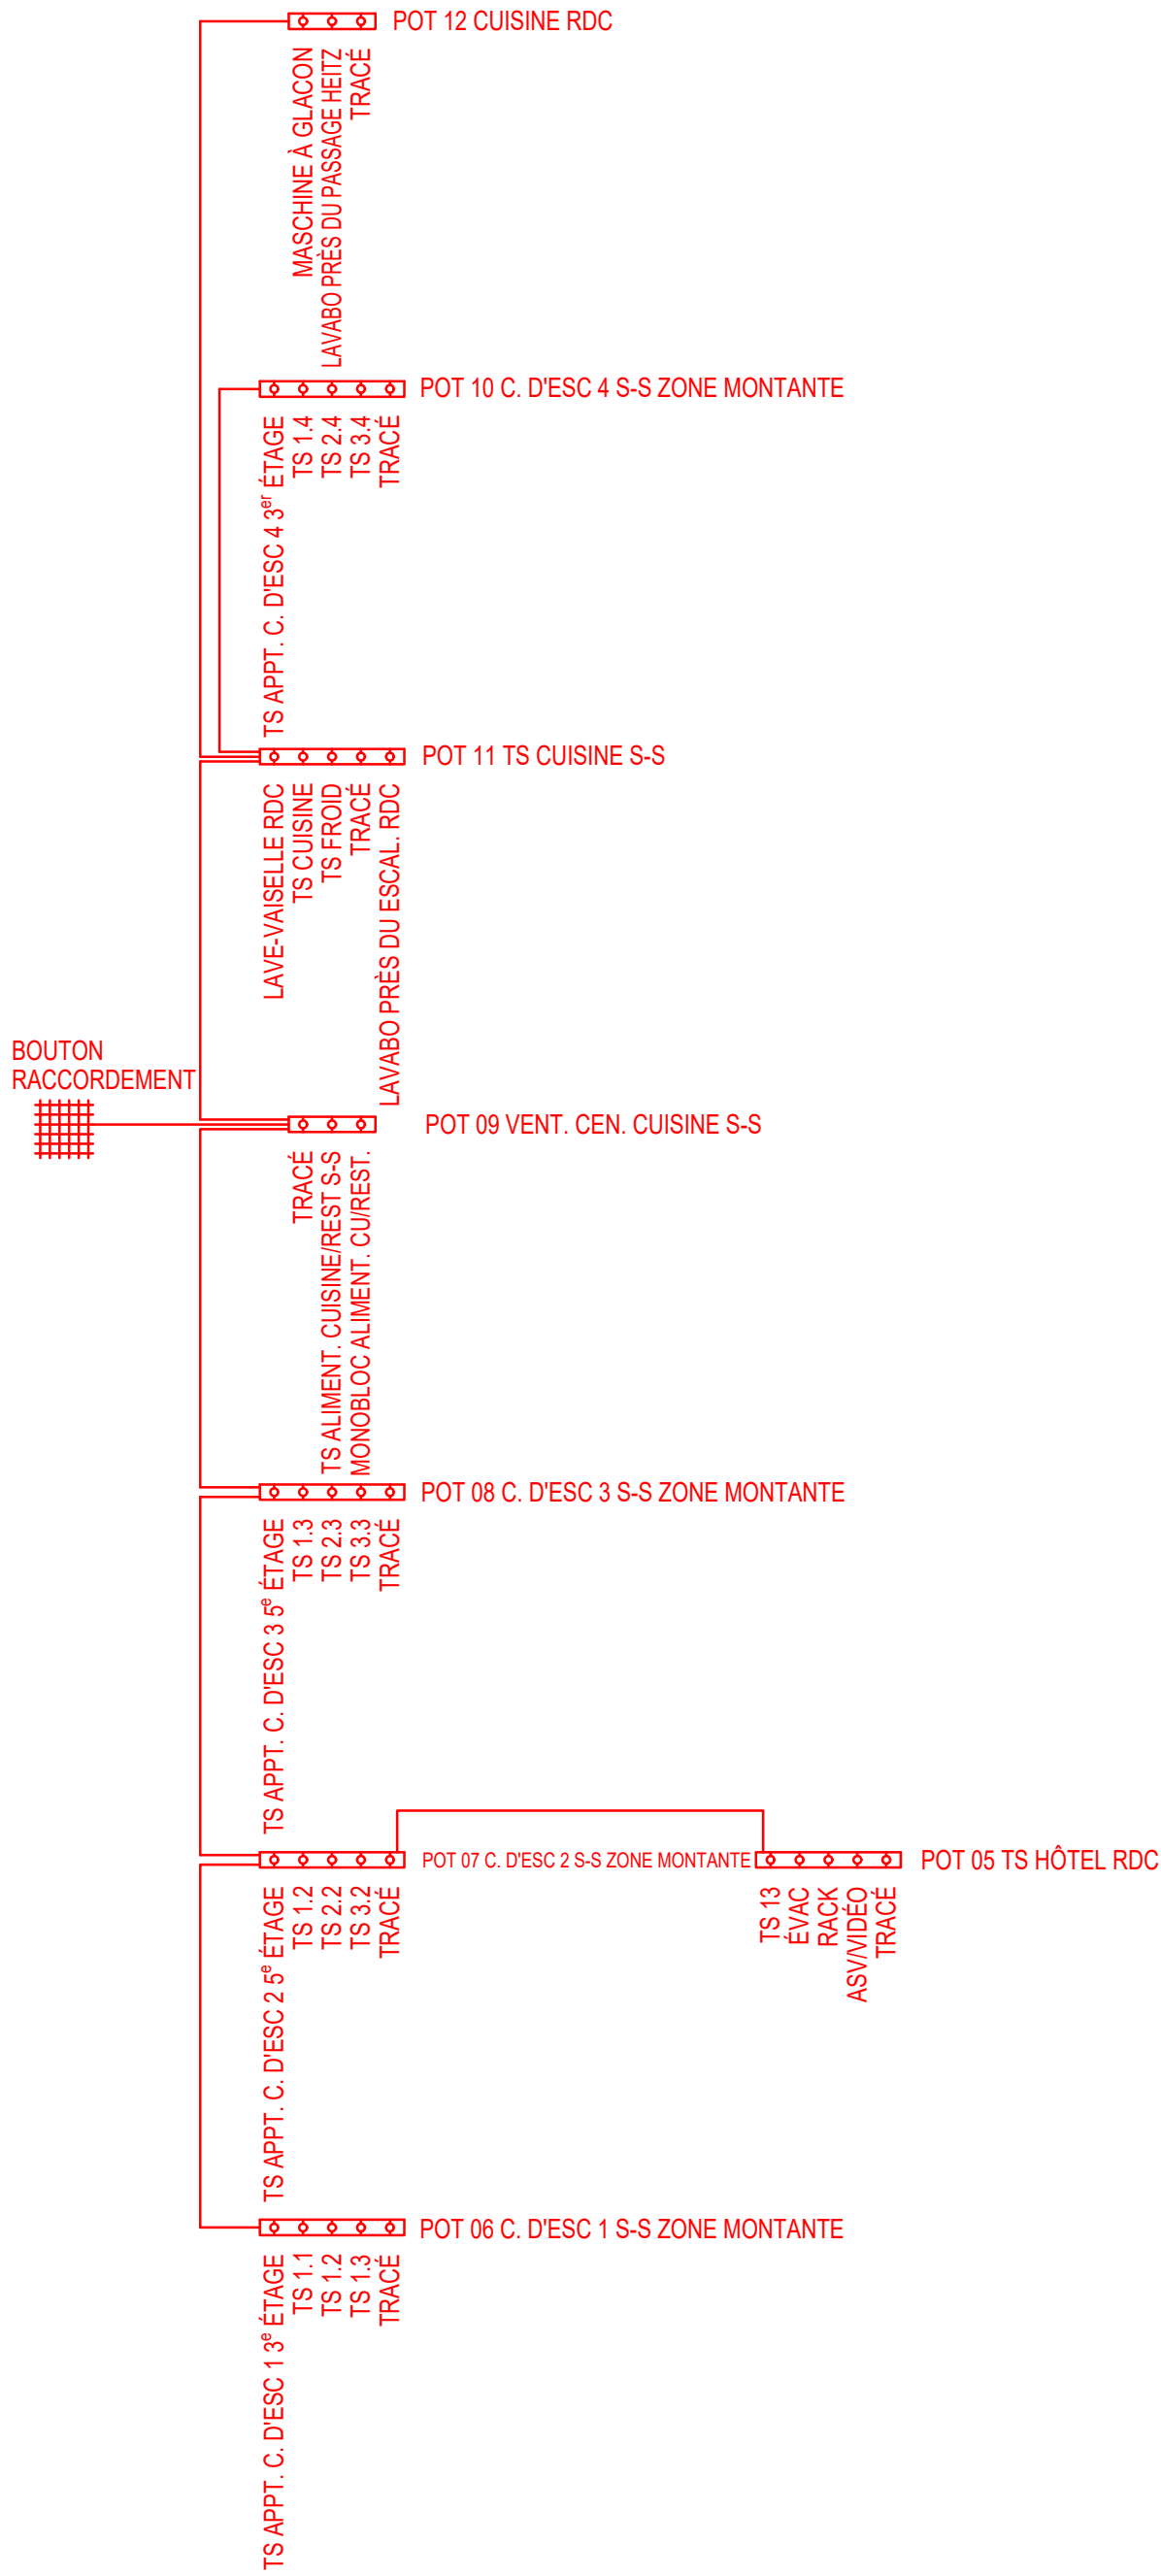 POT 12 CUISINE RDC
MASCHINE À GLACON
LAVABO PRÈS DU PASSAGE HEITZ
TRACÉ
POT 10 C. D'ESC 4 S-S ZONE MONTANTE
TS APPT. C. D'ESC 4 3er ÉTAGE
TS 1.4
TS 2.4
TS 3.4
TRACÉ
POT 11 TS CUISINE S-S
LAVE-VAISELLE RDC
TS CUISINE
TS FROID
TRACÉ
LAVABO PRÈS DU ESCAL. RDC
BOUTON
RACCORDEMENT
POT 09 VENT. CEN. CUISINE S-S
TRACÉ
TS ALIMENT. CUISINE/REST S-S
MONOBLOC ALIMENT. CU/REST.
POT 08 C. D'ESC 3 S-S ZONE MONTANTE
TS APPT. C. D'ESC 3 5e ÉTAGE
TS 1.3
TS 2.3
TS 3.3
TRACÉ
POT 07 C. D'ESC 2 S-S ZONE MONTANTE
TS APPT. C. D'ESC 2 5e ÉTAGE
TS 1.2
TS 2.2
TS 3.2
TRACÉ
POT 05 TS HÔTEL RDC
TS 13
ÉVAC
RACK
ASV/VIDÉO
TRACÉ
POT 06 C. D'ESC 1 S-S ZONE MONTANTE
TS APPT. C. D'ESC 1 3e ÉTAGE
TS 1.1
TS 1.2
TS 1.3
TRACÉ